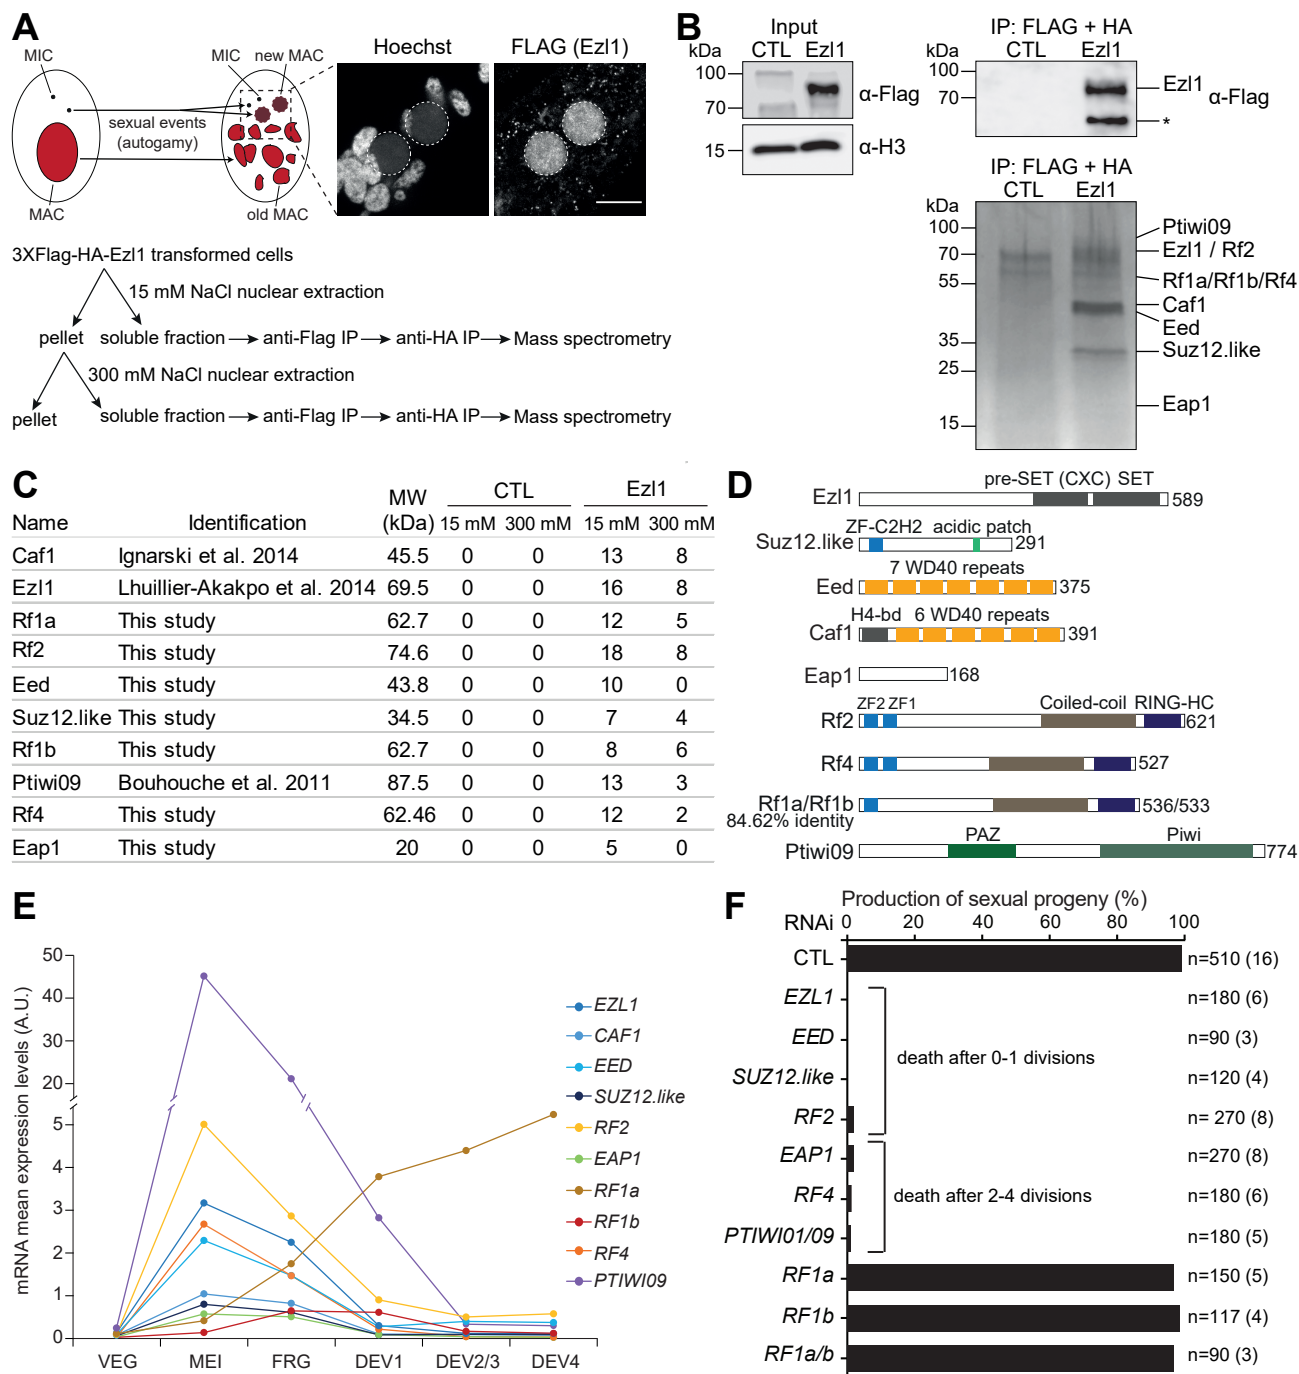 A
MIC
MIC
new MAC
sexual events
(autogamy)
MAC
old MAC
Hoechst
FLAG (Ezl1)
3XFlag-HA-Ezl1 transformed cells
15 mM NaCl nuclear extraction
pellet
soluble fraction
anti-Flag IP
anti-HA IP
Mass spectrometry
300 mM NaCl nuclear extraction
pellet
soluble fraction
anti-Flag IP
anti-HA IP
Mass spectrometry
B
Input
kDa CTL Ezl1
100
70
α-Flag
15
α-H3
IP: FLAG + HA
kDa CTL Ezl1
100
70
Ezl1
α-Flag
*
IP: FLAG + HA
CTL Ezl1
kDa
100
70
55
35
25
15
Ptiwi09
Ezl1 / Rf2
Rf1a/Rf1b/Rf4
Caf1
Eed
Suz12.like
Eap1
C
MW CTL Ezl1
Name Identification (kDa) 15 mM 300 mM 15 mM 300 mM
Caf1 Ignarski et al. 2014 45.5 0 0 13 8
Ezl1 Lhuillier-Akakpo et al. 2014 69.5 0 0 16 8
Rf1a This study 62.7 0 0 12 5
Rf2 This study 74.6 0 0 18 8
Eed This study 43.8 0 0 10 0
Suz12.like This study 34.5 0 0 7 4
Rf1b This study 62.7 0 0 8 6
Ptiwi09 Bouhouche et al. 2011 87.5 0 0 13 3
Rf4 This study 62.46 0 0 12 2
Eap1 This study 20 0 0 5 0
D
pre-SET (CXC) SET
Ezl1 589
ZF-C2H2 acidic patch
Suz12.like 291
7 WD40 repeats
Eed 375
H4-bd 6 WD40 repeats
Caf1 391
Eap1 168
ZF2 ZF1 Coiled-coil RING-HC
Rf2 621
Rf4 527
Rf1a/Rf1b 536/533
84.62% identity
PAZ Piwi
Ptiwi09 774
E
mRNA mean expression levels (A.U.)
50
40
30
20
5
4
3
2
1
0
VEG MEI FRG DEV1 DEV2/3 DEV4
EZL1
CAF1
EED
SUZ12.like
RF2
EAP1
RF1a
RF1b
RF4
PTIWI09
F
Production of sexual progeny (%)
RNAi 0 20 40 60 80 100
CTL n=510 (16)
EZL1 n=180 (6)
EED n=90 (3)
death after 0-1 divisions
SUZ12.like n=120 (4)
RF2 n= 270 (8)
EAP1 n=270 (8)
RF4 n=180 (6)
death after 2-4 divisions
PTIWI01/09 n=180 (5)
RF1a n=150 (5)
RF1b n=117 (4)
RF1a/b n=90 (3)